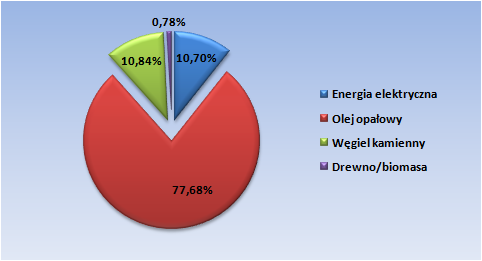 0,78%
10,84%
10,70%
77,68%
Energia elektryczna
Olej opałowy
Węgiel kamienny
Drewno/biomasa